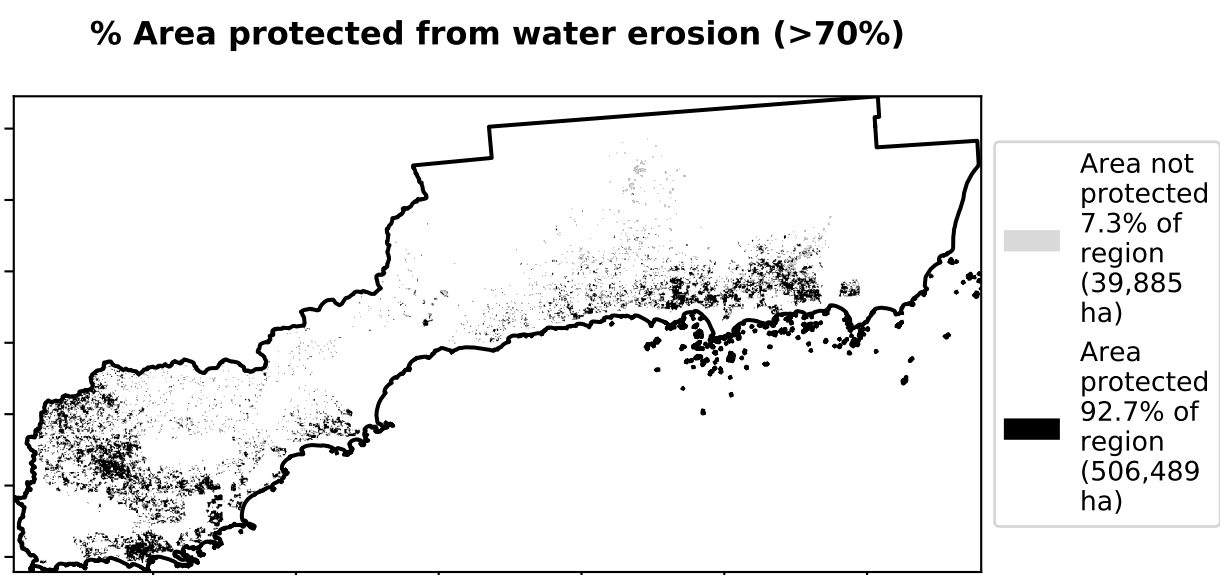 % Area protected from water erosion (>70%)
Area not
protected
7.3% of
region
(39,885
ha)
Area
protected
92.7% of
region
(506,489
ha)